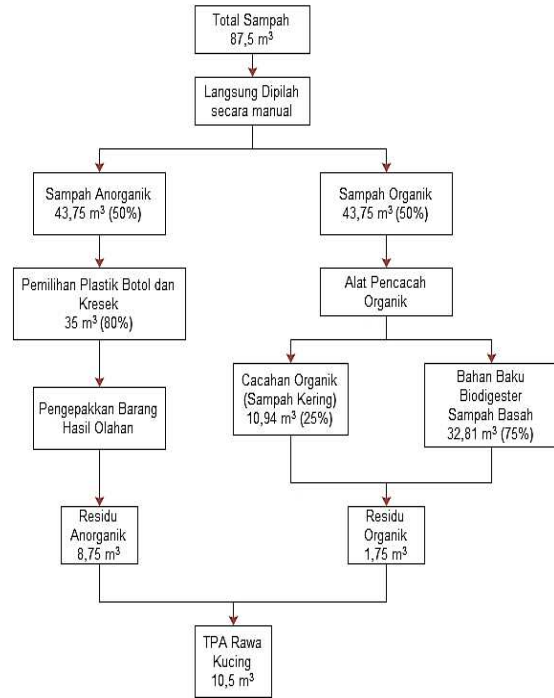 Total Sampah
87,5 m³
Langsung Dipilah
secara manual
Sampah Anorganik
43,75 m³ (50%)
Sampah Organik
43,75 m³ (50%)
Pemilihan Plastik Botol dan
Kresek
35 m³ (80%)
Alat Pencacah
Organik
Pengepakkan Barang
Hasil Olahan
Cacahan Organik
(Sampah Kering)
10,94 m³ (25%)
Bahan Baku
Biodigester
Sampah Basah
32,81 m³ (75%)
Residu
Anorganik
8,75 m³
Residu
Organik
1,75 m³
TPA Rawa
Kucing
10,5 m³